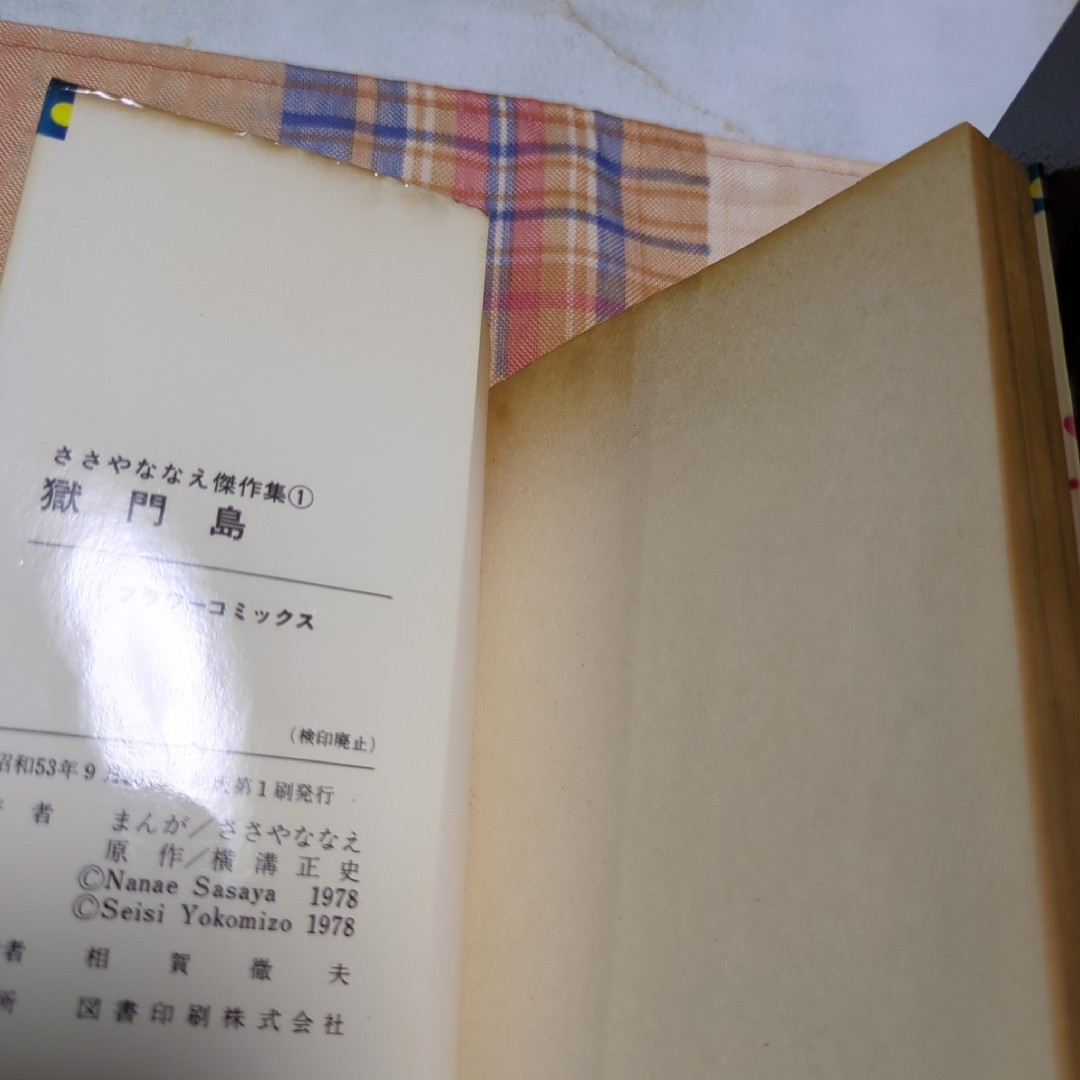 ささやななえ傑作集①
獄門島
フラワーコミックス
(検印廃止)
昭和53年9月 第1刷発行
者 まんが／ささやななえ
原作／横溝正史
©Nanae Sasaya 1978
©Seisi Yokomizo 1978
者 相賀徹夫
所 図書印刷株式会社